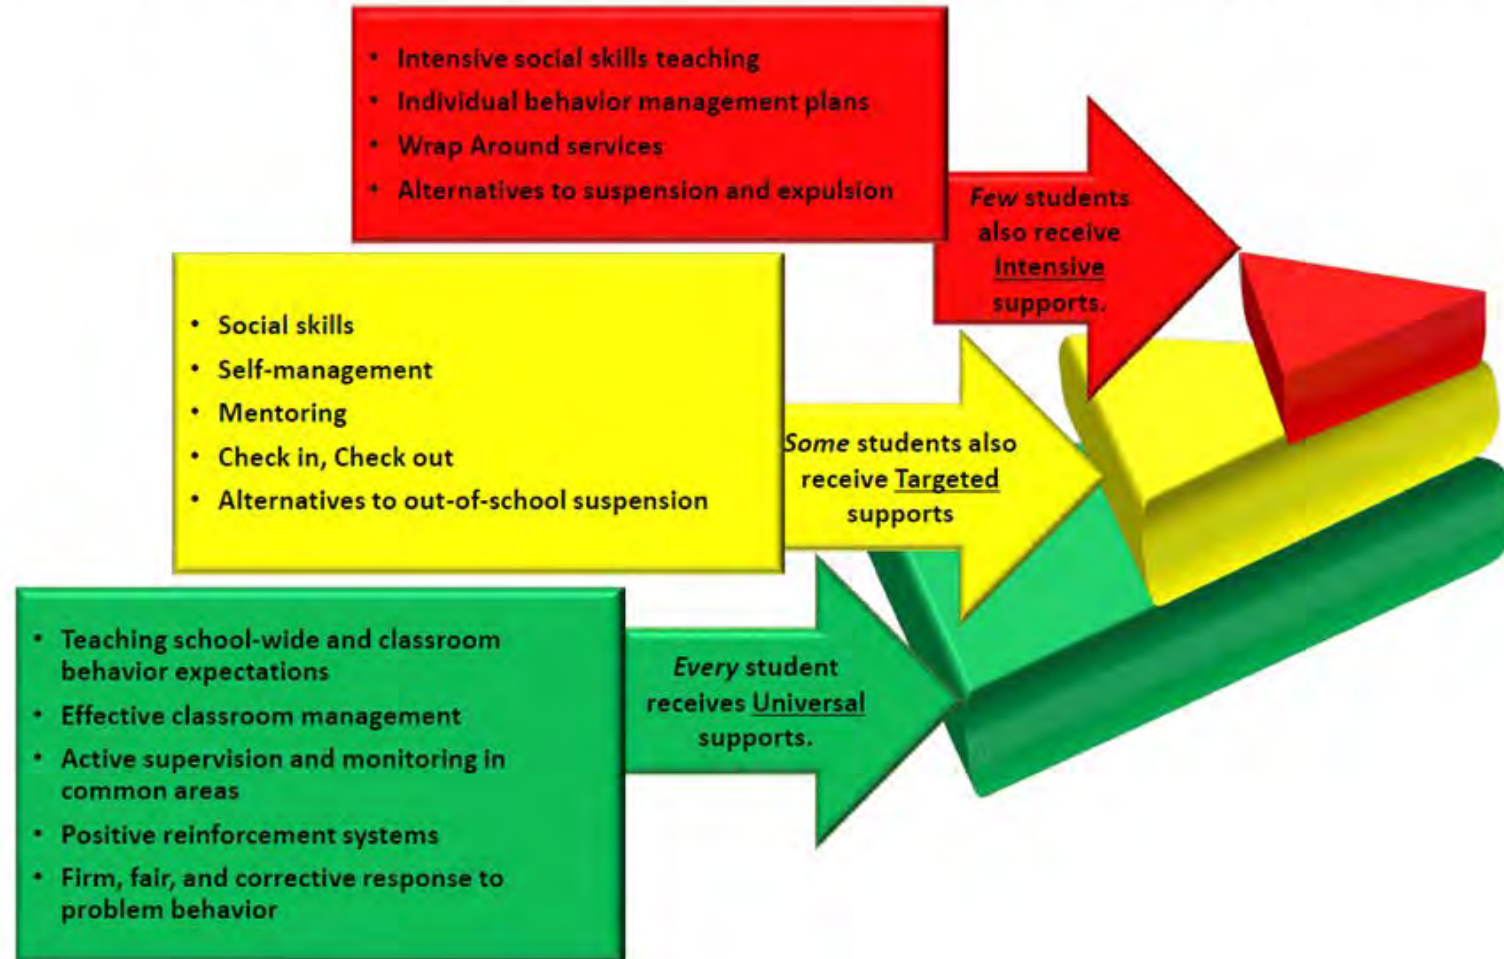 • Intensive social skills teaching
• Individual behavior management plans
• Wrap Around services
• Alternatives to suspension and expulsion
Few students
also receive
Intensive
supports.
• Social skills
• Self-management
• Mentoring
• Check in, Check out
• Alternatives to out-of-school suspension
Some students also
receive Targeted
supports
• Teaching school-wide and classroom
behavior expectations
• Effective classroom management
• Active supervision and monitoring in
common areas
• Positive reinforcement systems
• Firm, fair, and corrective response to
problem behavior
Every student
receives Universal
supports.